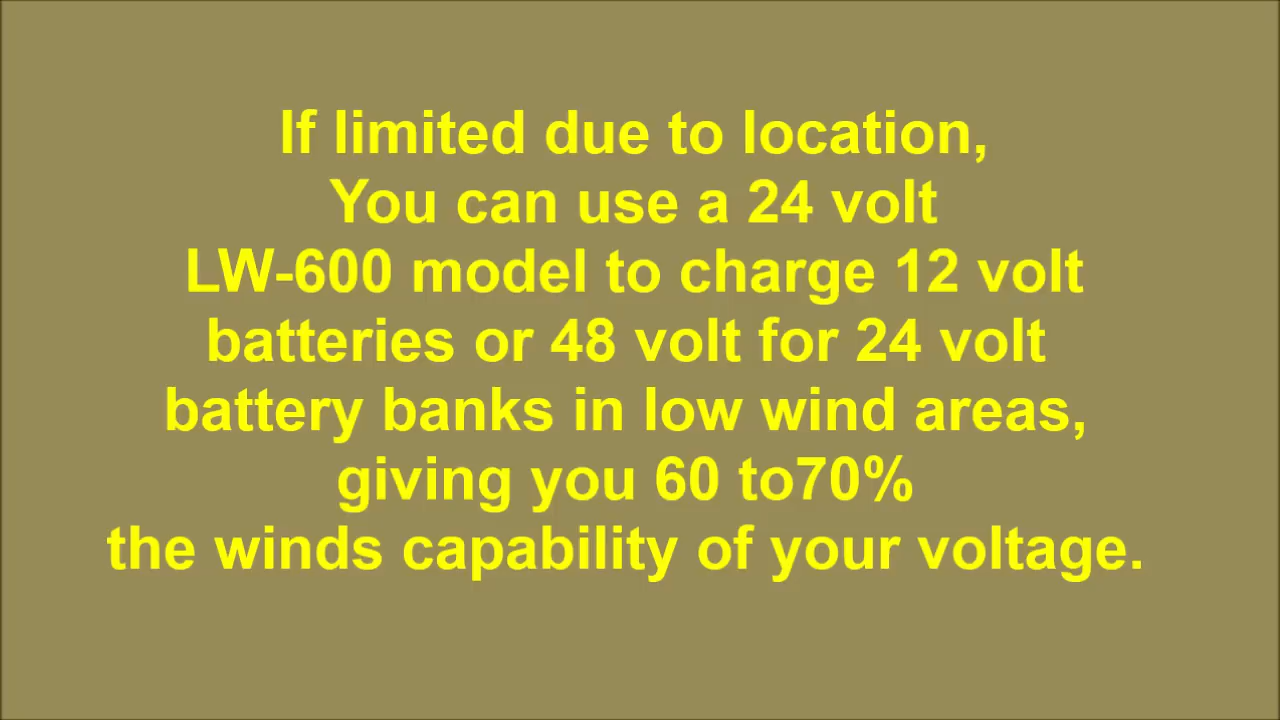 If limited due to location,
You can use a 24 volt
LW-600 model to charge 12 volt
batteries or 48 volt for 24 volt
battery banks in low wind areas,
giving you 60 to70%
the winds capability of your voltage.